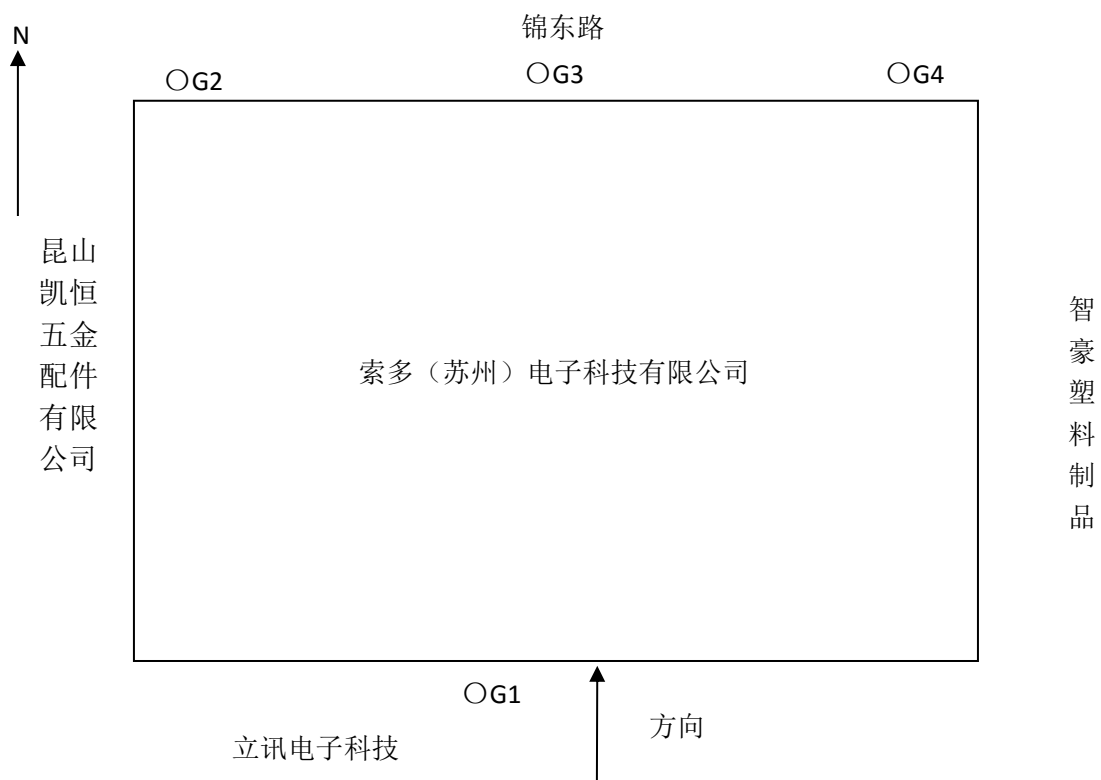 锦东路
N
○G2
○G3
○G4
昆山
凯恒
五金
配件
有限
公司
索多（苏州）电子科技有限公司
智
豪
塑
料
制
品
○G1
方向
立讯电子科技